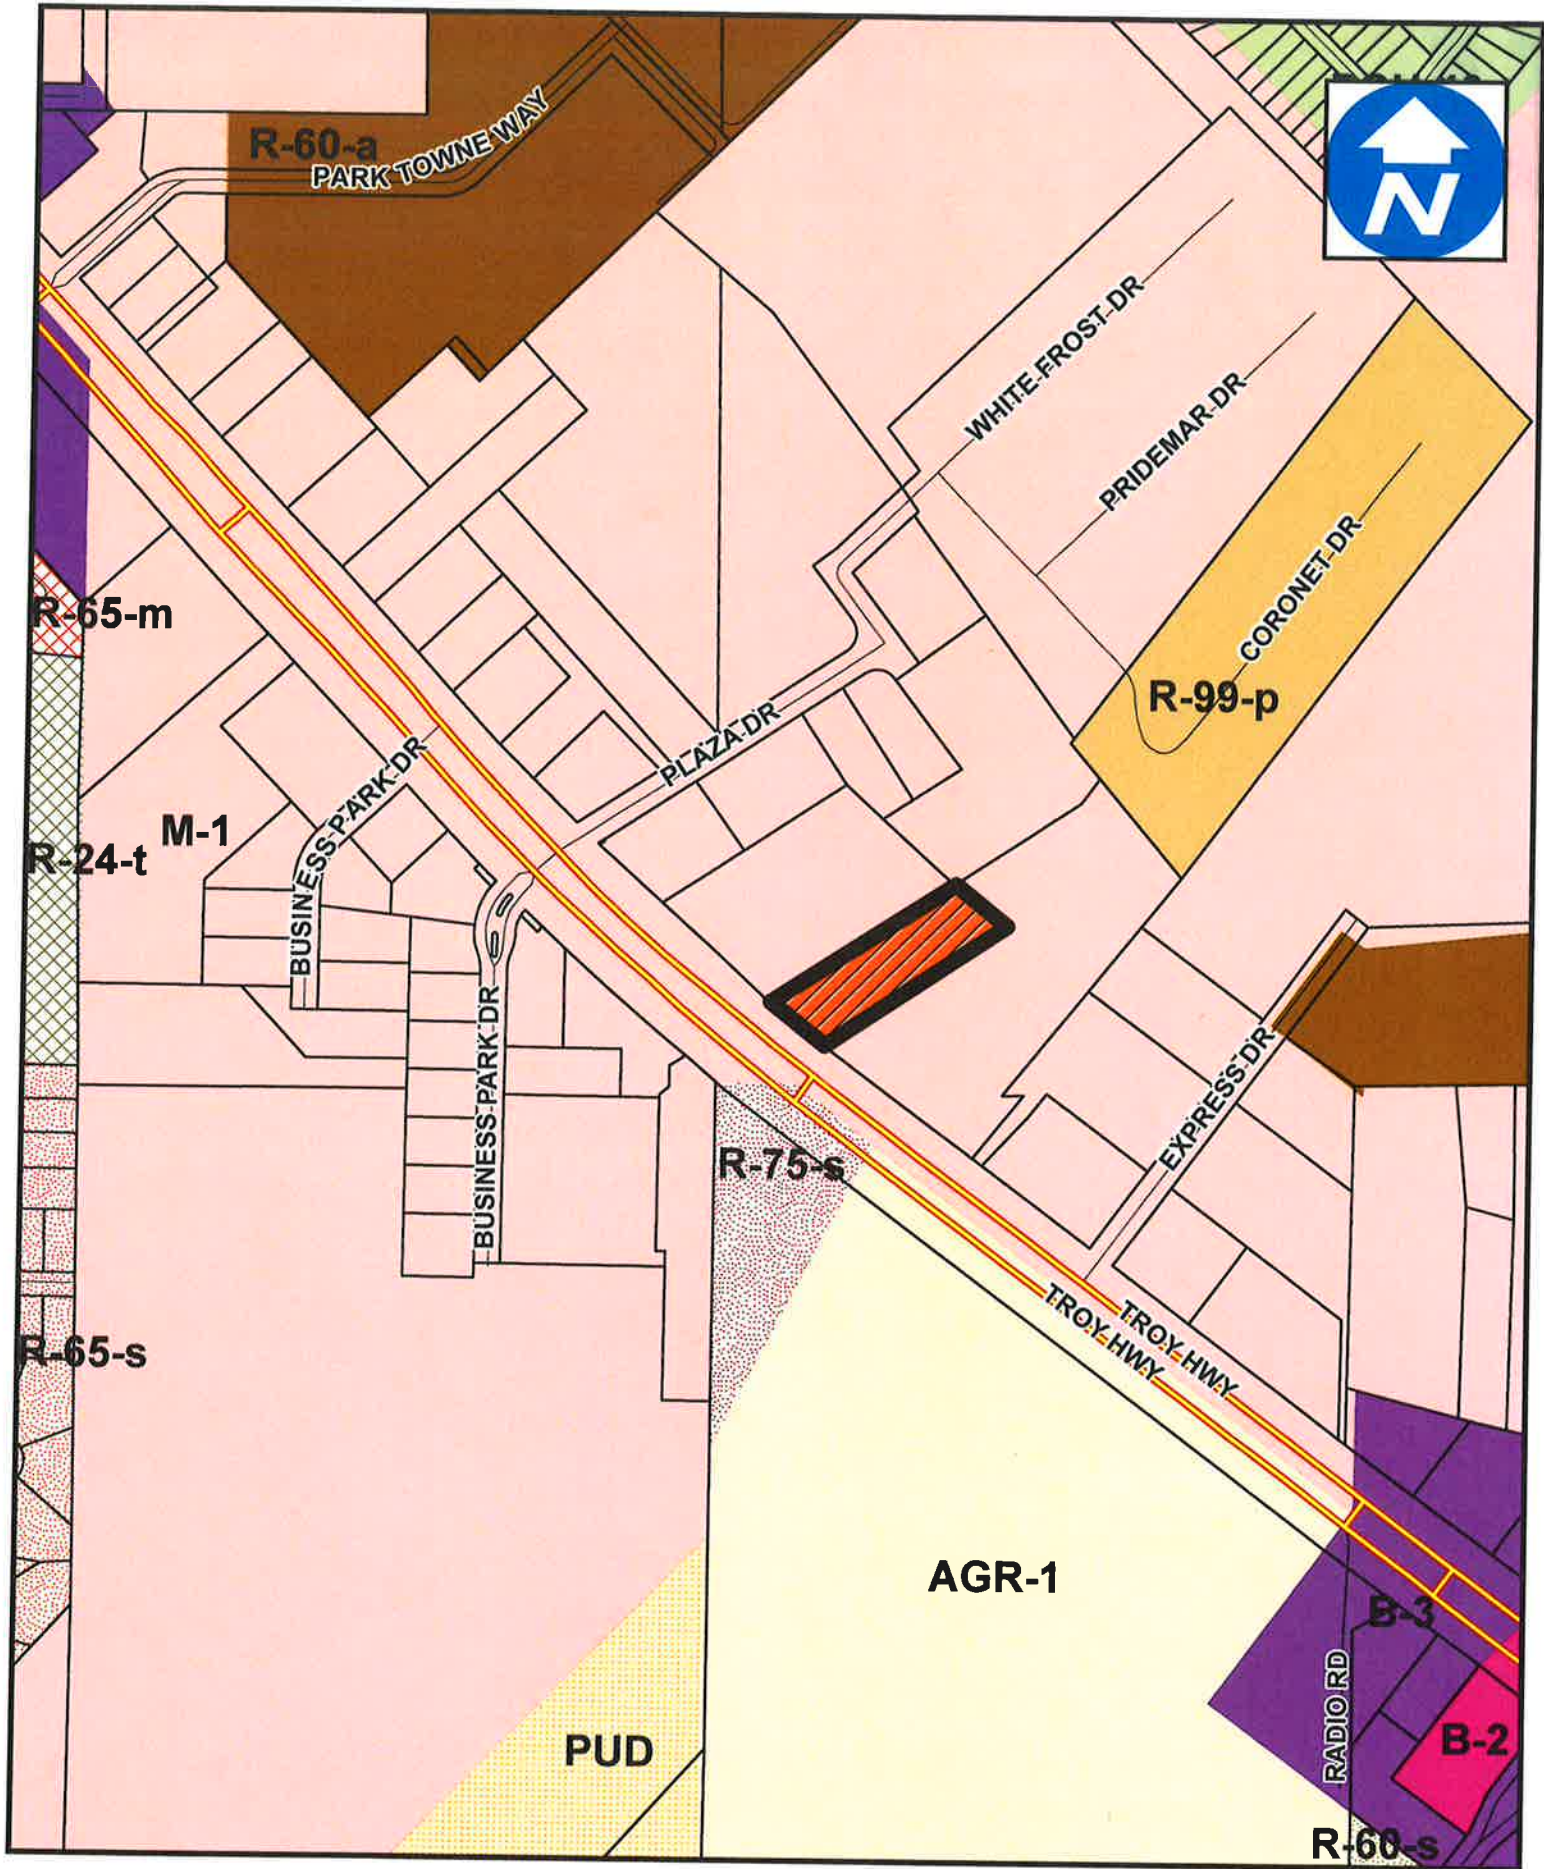 R-60-a
PARK TOWNE WAY
N
WHITE FROST DR
PRIDEMAR DR
CORONET DR
R-65-m
R-99-p
PLAZA DR
BUSINESS PARK DR
M-1
R-24-t
BUSINESS PARK DR
EXPRESS DR
R-75-s
TROY HWY
TROY HWY
R-65-s
AGR-1
B-3
RADIO RD
PUD
B-2
R-60-s